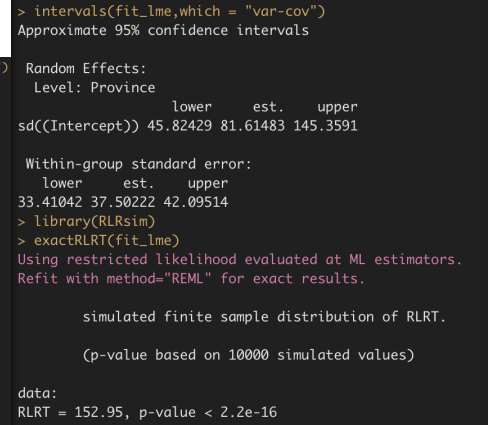 > intervals(fit_lme,which = "var-cov")
Approximate 95% confidence intervals
)
 Random Effects:
  Level: Province
                   lower     est.    upper
sd((Intercept)) 45.82429 81.61483 145.3591

 Within-group standard error:
   lower     est.    upper
33.41042 37.50222 42.09514
> library(RLRsim)
> exactRLRT(fit_lme)
Using restricted likelihood evaluated at ML estimators.
Refit with method="REML" for exact results.

        simulated finite sample distribution of RLRT.

        (p-value based on 10000 simulated values)

data:
RLRT = 152.95, p-value < 2.2e-16